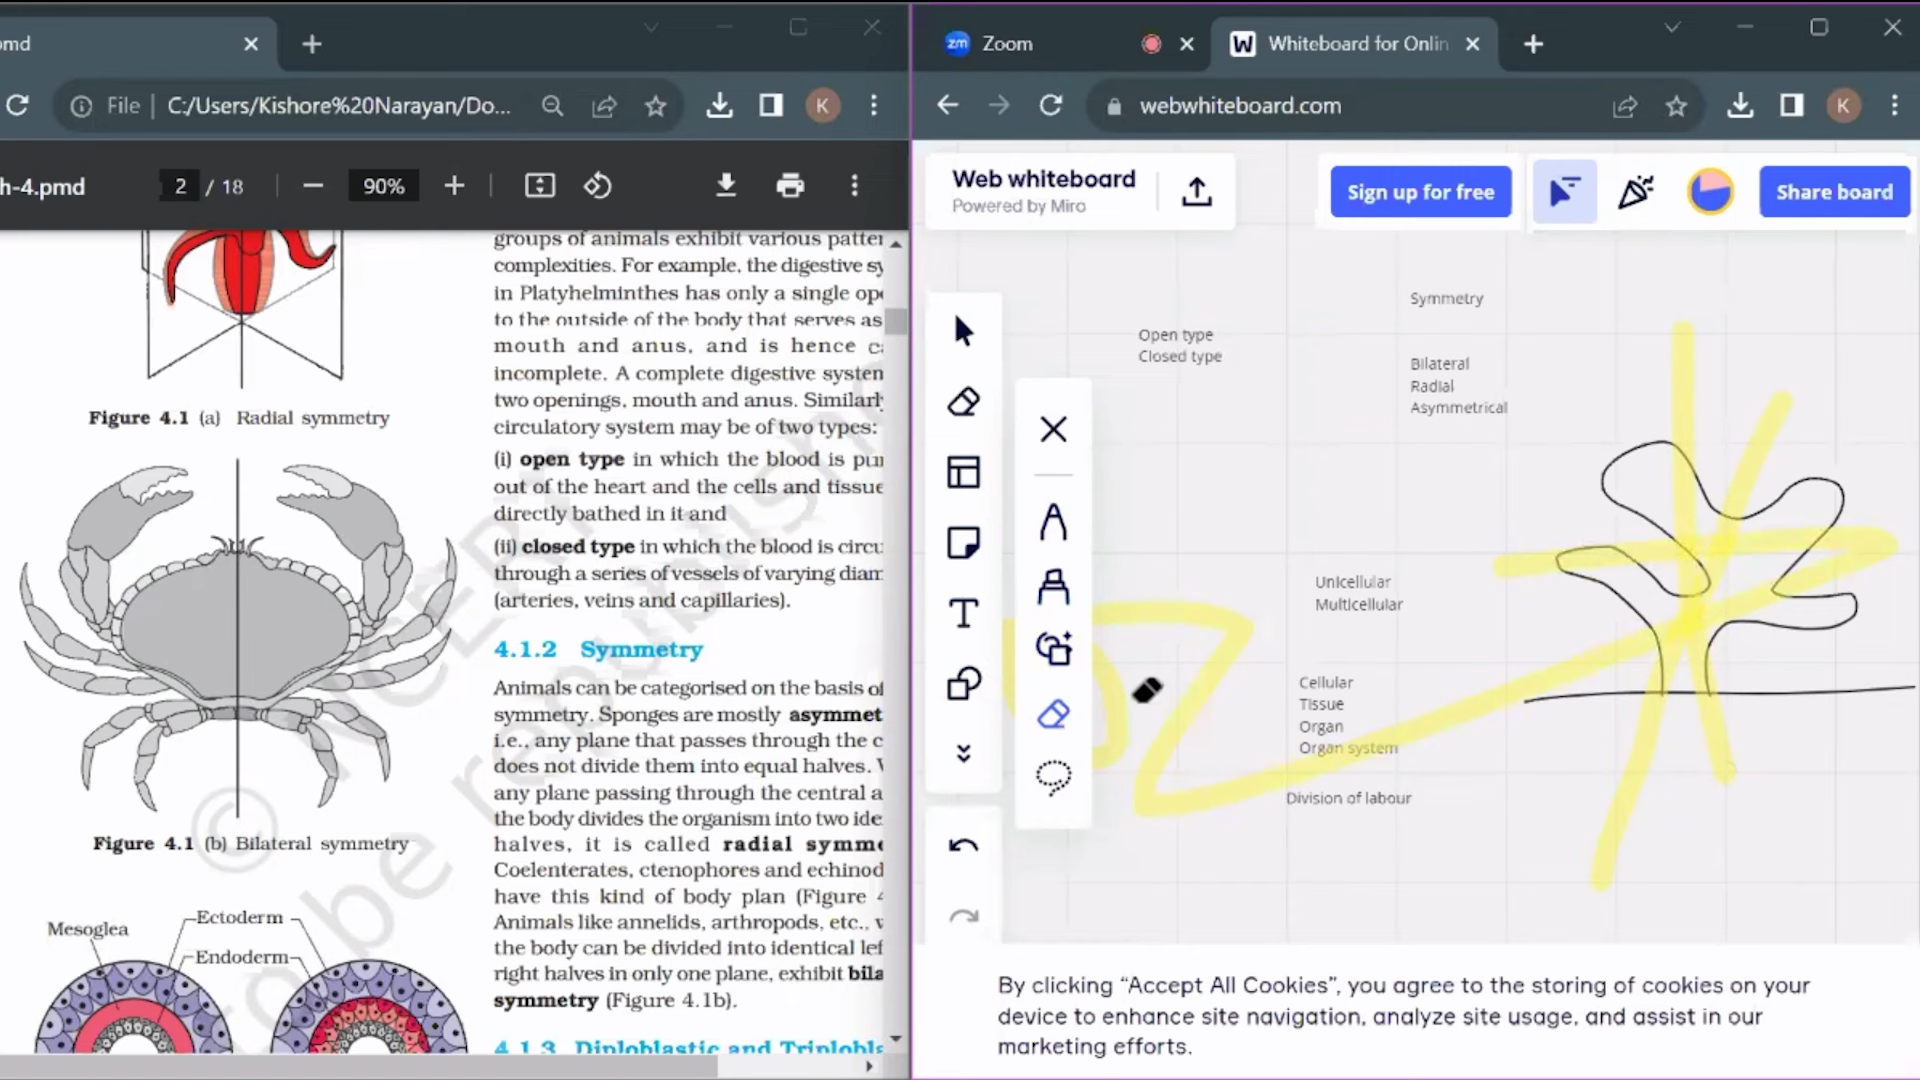 omd
File
C:/Users/Kishore%20Narayan/Do...
K
h-4.pmd
2 / 18
90%
Figure 4.1 (a) Radial symmetry
Figure 4.1 (b) Bilateral symmetry
Mesoglea
Ectoderm
Endoderm
groups of animals exhibit various patter
complexities. For example, the digestive sy
in Platyhelminthes has only a single ope
to the outside of the body that serves as
mouth and anus, and is hence ca
incomplete. A complete digestive system
two openings, mouth and anus. Similarly
circulatory system may be of two types:
(i) open type in which the blood is pum
out of the heart and the cells and tissue
directly bathed in it and
(ii) closed type in which the blood is circu
through a series of vessels of varying diam
(arteries, veins and capillaries).
4.1.2 Symmetry
Animals can be categorised on the basis of
symmetry. Sponges are mostly asymmet
i.e., any plane that passes through the c
does not divide them into equal halves. W
any plane passing through the central a
the body divides the organism into two ide
halves, it is called radial symme
Coelenterates, ctenophores and echinod
have this kind of body plan (Figure 4
Animals like annelids, arthropods, etc., w
the body can be divided into identical lef
right halves in only one plane, exhibit bila
symmetry (Figure 4.1b).
4.1.3 Diploblastic and Triplobla
© NCERT
be republished
zm Zoom
W Whiteboard for Onlin
webwhiteboard.com
K
Web whiteboard
Powered by Miro
Sign up for free
Share board
Symmetry
Open type
Closed type
Bilateral
Radial
Asymmetrical
Unicellular
Multicellular
Cellular
Tissue
Organ
Organ system
Division of labour
By clicking “Accept All Cookies”, you agree to the storing of cookies on your
device to enhance site navigation, analyze site usage, and assist in our
marketing efforts.